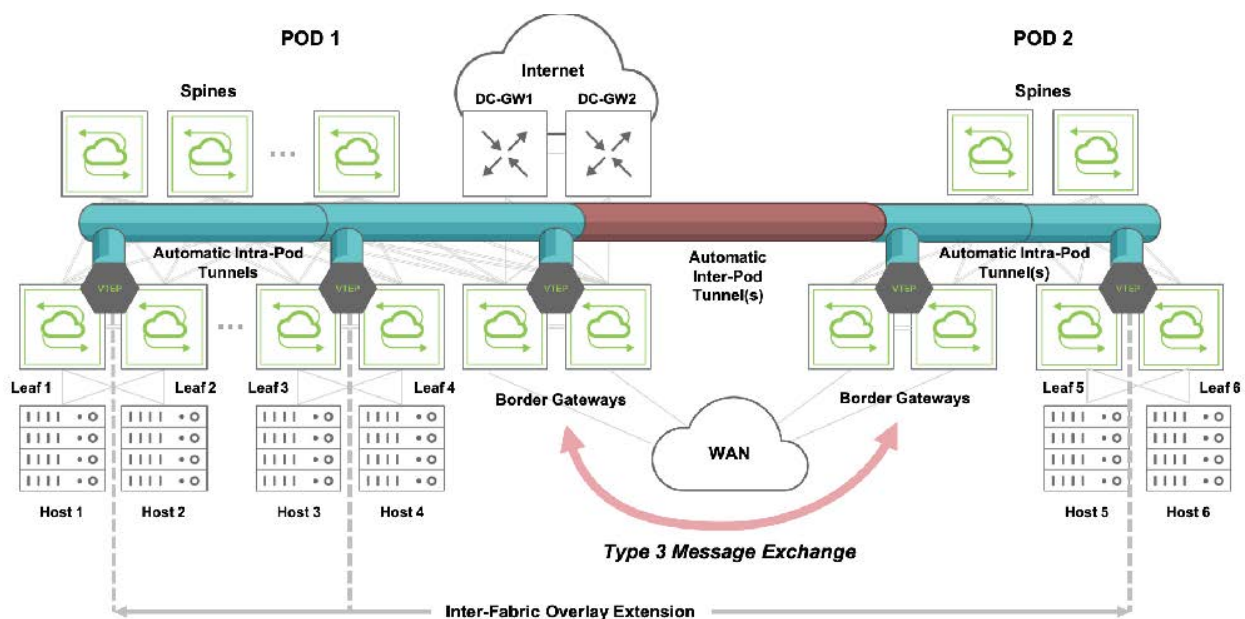 POD 1
POD 2
Internet
Spines
DC-GW1
DC-GW2
Spines
Automatic Intra-Pod
Tunnels
Automatic
Inter-Pod
Tunnel(s)
Automatic Intra-Pod
Tunnel(s)
VTEP
VTEP
VTEP
VTEP
VTEP
Leaf 1
Leaf 2
Leaf 3
Leaf 4
Border Gateways
Border Gateways
Leaf 5
Leaf 6
WAN
Host 1
Host 2
Host 3
Host 4
Host 5
Host 6
Type 3 Message Exchange
Inter-Fabric Overlay Extension